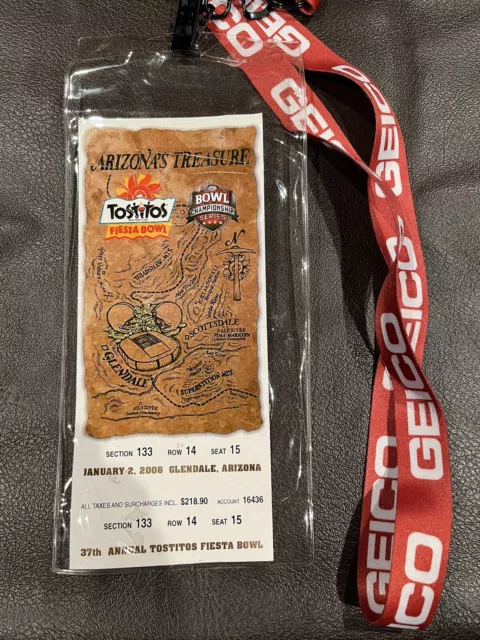 ARIZONA'S TREASURE
TOSTITOS
FIESTA BOWL
BOWL
CHAMPIONSHIP
SERIES
N
SCOTTSDALE
GLENDALE
SUPERSTITION MTS.
SECTION 133 ROW 14 SEAT 15
JANUARY 2, 2008 GLENDALE, ARIZONA
ALL TAXES AND SURCHARGES INCL. $218.90 ACCOUNT 16436
SECTION 133 ROW 14 SEAT 15
37th ANNUAL TOSTITOS FIESTA BOWL
GEICO
GEICO
GEICO
GEICO
GEICO